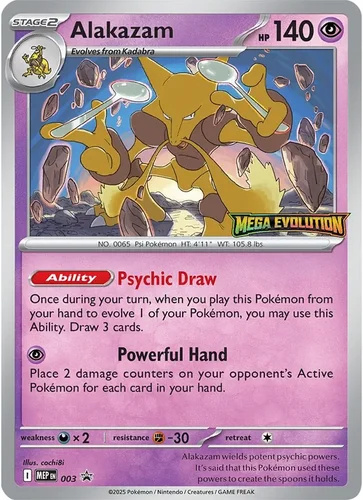 STAGE2
Alakazam
HP 140
Evolves from Kadabra
MEGA EVOLUTION
NO. 0065 Psi Pokémon HT: 4'11" WT: 105.8 lbs.
Ability Psychic Draw
Once during your turn, when you play this Pokémon from
your hand to evolve 1 of your Pokémon, you may use this
Ability. Draw 3 cards.
Powerful Hand
Place 2 damage counters on your opponent's Active
Pokémon for each card in your hand.
weakness ×2 resistance -30 retreat
Illus. cochi8i
I MEP EN 003
Alakazam wields potent psychic powers.
It's said that this Pokémon used these
powers to create the spoons it holds.
©2025 Pokémon / Nintendo / Creatures / GAME FREAK